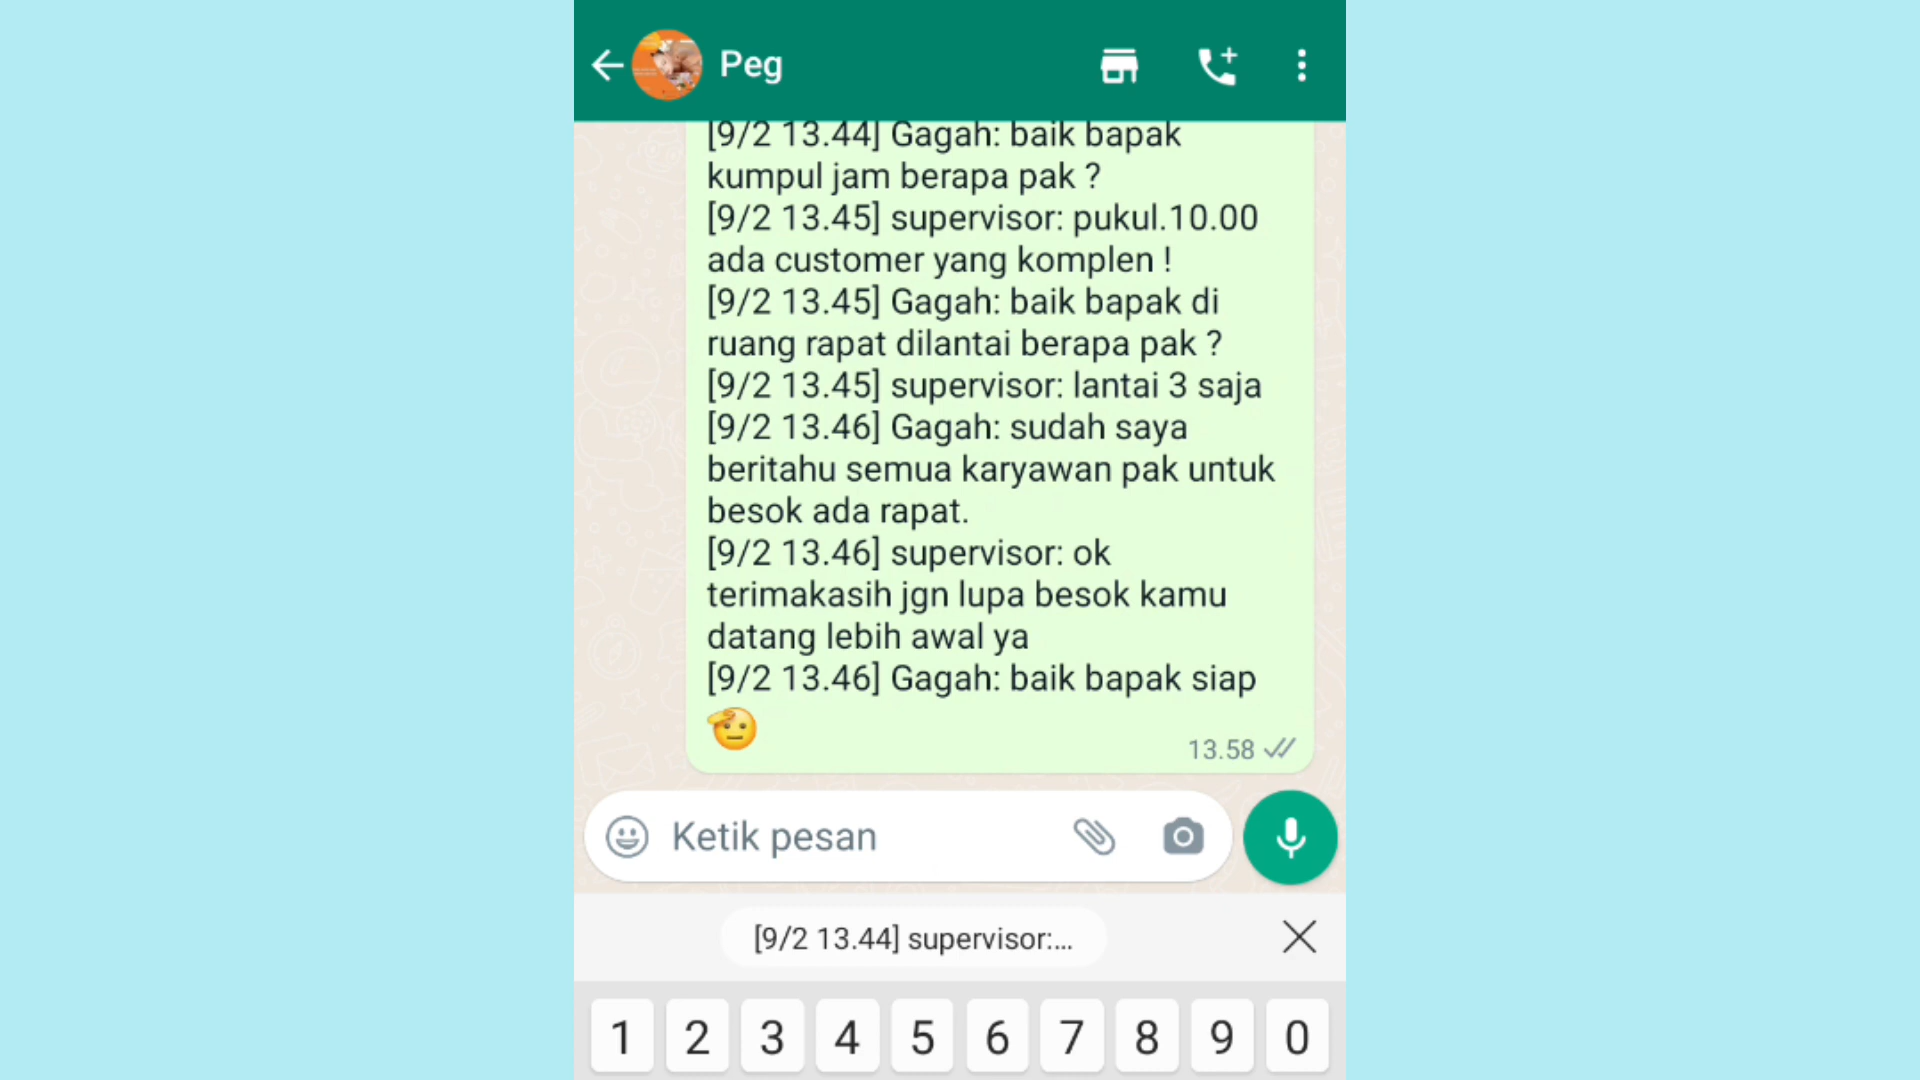 Peg
[9/2 13.44] Gagah: baik bapak
kumpul jam berapa pak ?
[9/2 13.45] supervisor: pukul.10.00
ada customer yang komplen !
[9/2 13.45] Gagah: baik bapak di
ruang rapat dilantai berapa pak ?
[9/2 13.45] supervisor: lantai 3 saja
[9/2 13.46] Gagah: sudah saya
beritahu semua karyawan pak untuk
besok ada rapat.
[9/2 13.46] supervisor: ok
terimakasih jgn lupa besok kamu
datang lebih awal ya
[9/2 13.46] Gagah: baik bapak siap
🫡
13.58
Ketik pesan
[9/2 13.44] supervisor:...
1 2 3 4 5 6 7 8 9 0